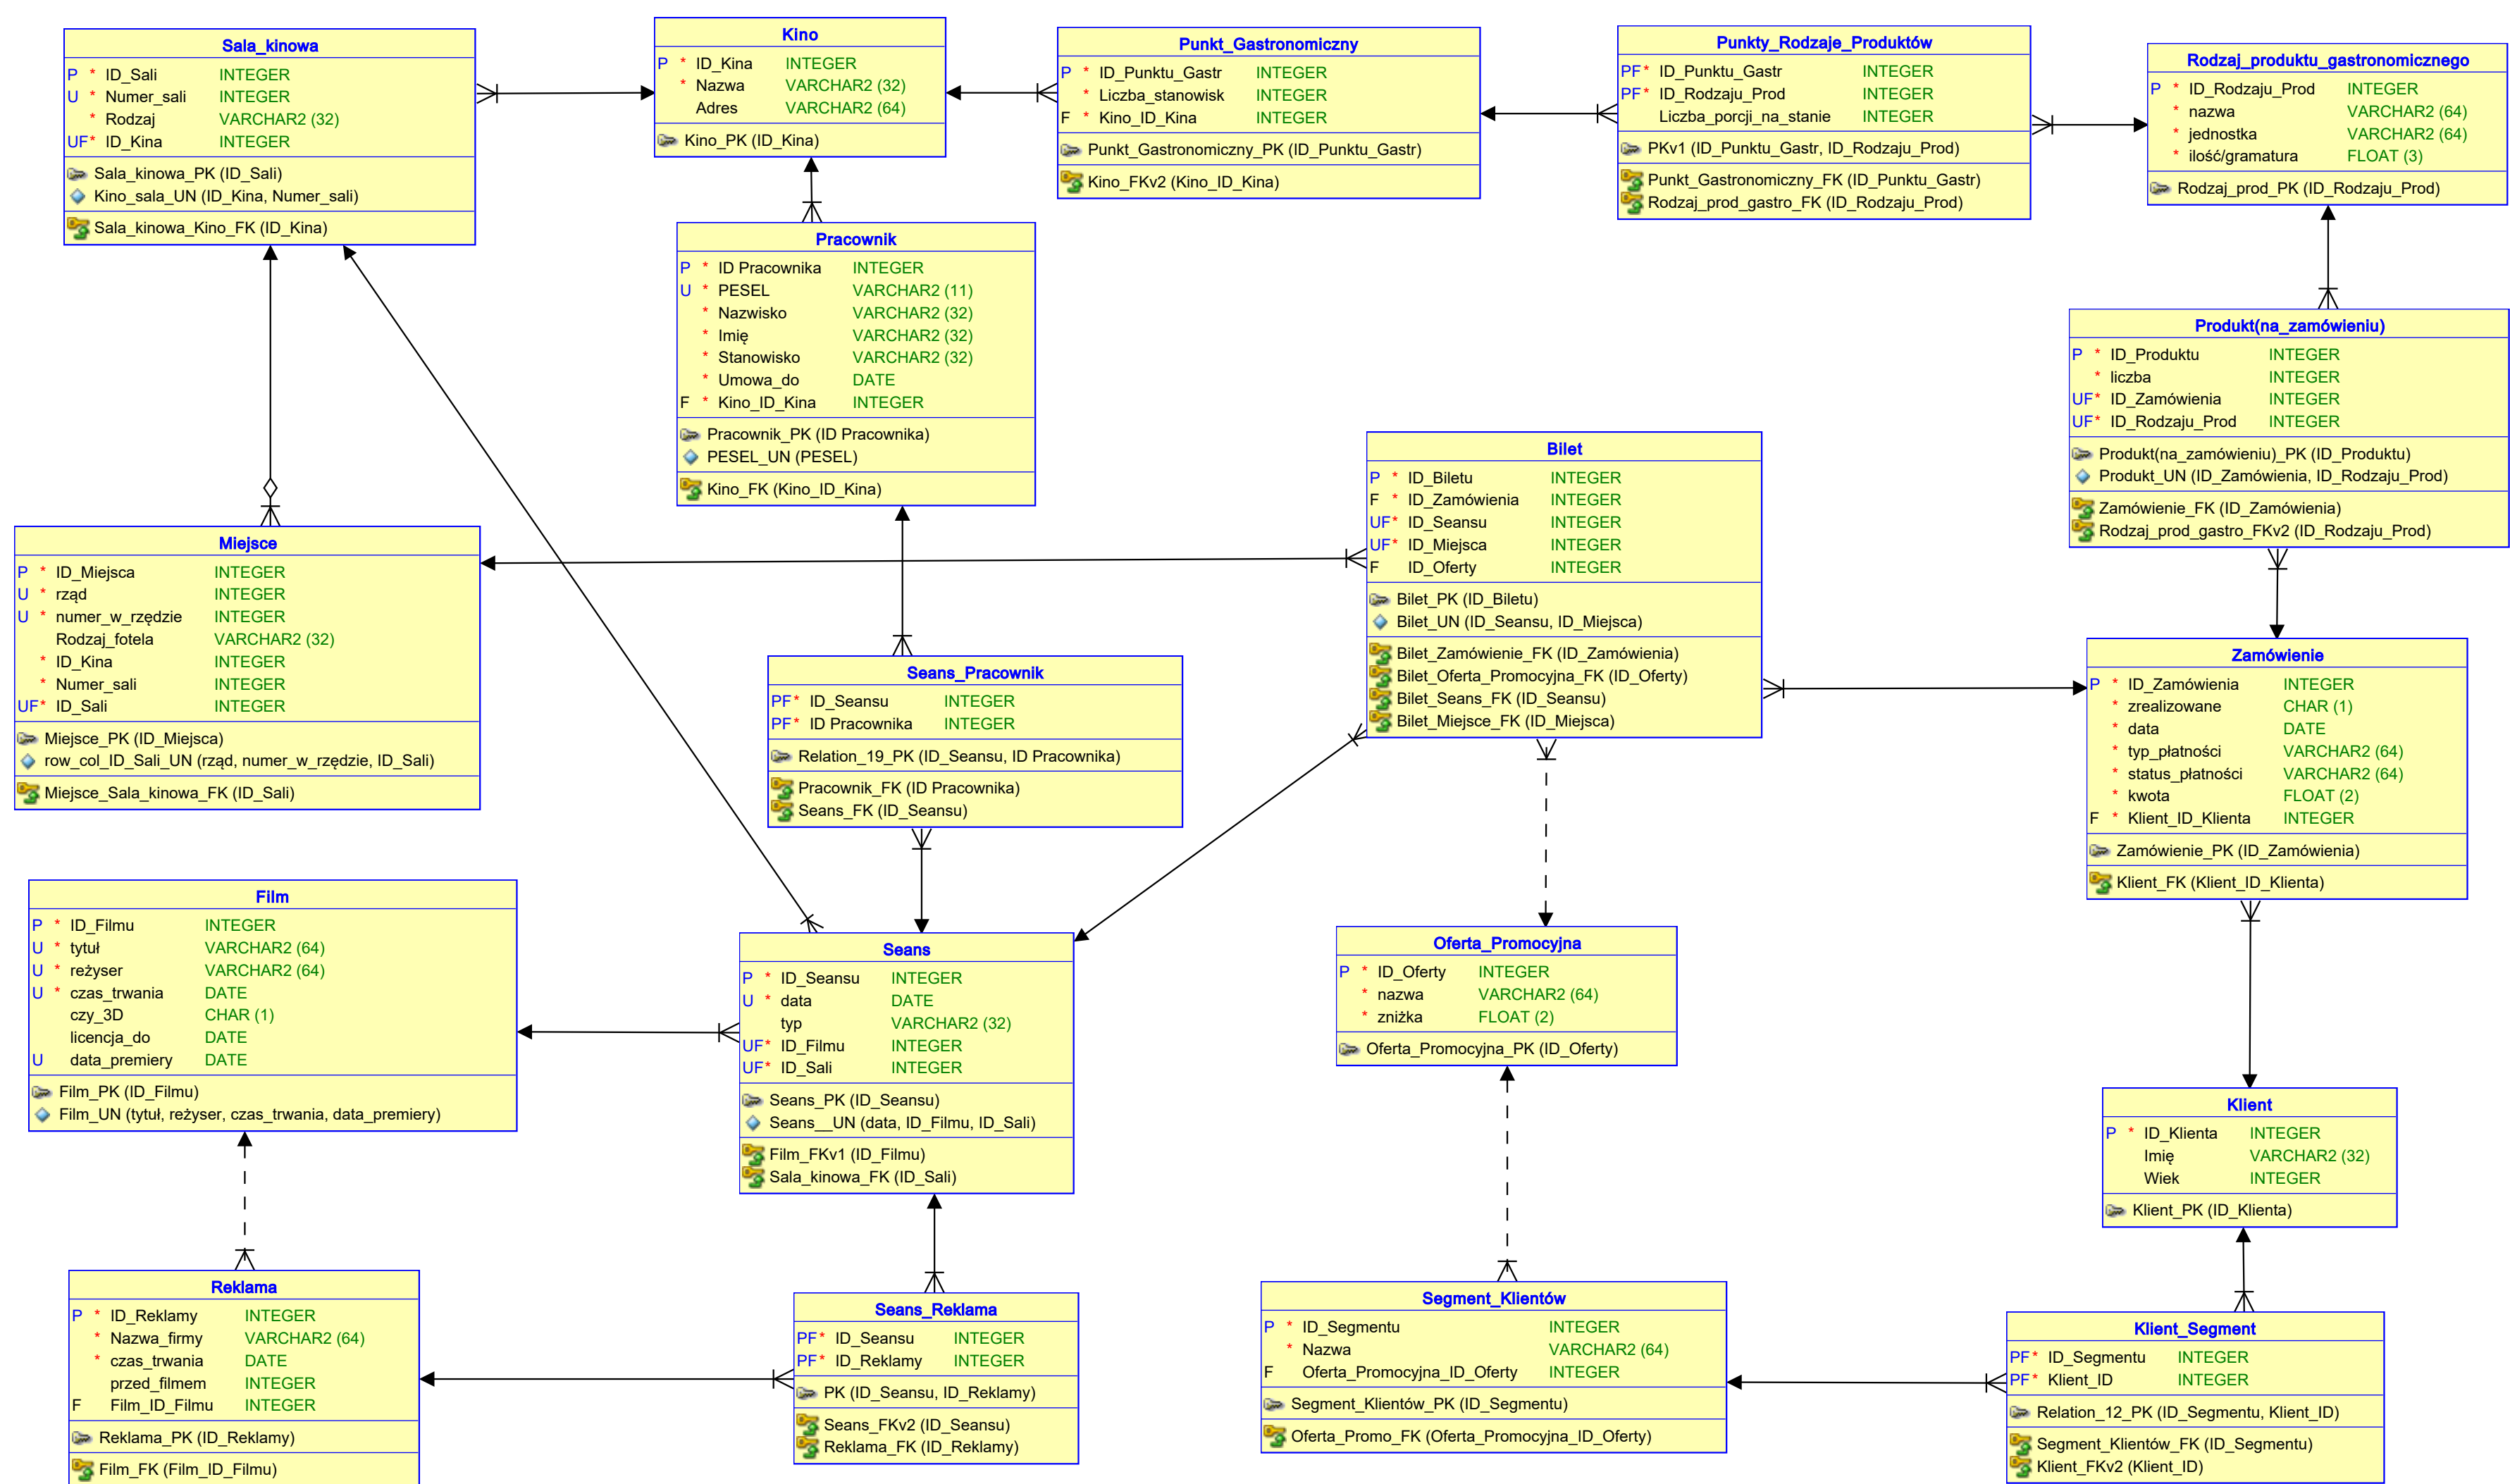 Sala_kinowa
P * ID_Sali INTEGER
U * Numer_sali INTEGER
* Rodzaj VARCHAR2 (32)
UF* ID_Kina INTEGER
Sala_kinowa_PK (ID_Sali)
Kino_sala_UN (ID_Kina, Numer_sali)
Sala_kinowa_Kino_FK (ID_Kina)
Kino
P * ID_Kina INTEGER
* Nazwa VARCHAR2 (32)
Adres VARCHAR2 (64)
Kino_PK (ID_Kina)
Punkt_Gastronomiczny
P * ID_Punktu_Gastr INTEGER
* Liczba_stanowisk INTEGER
F * Kino_ID_Kina INTEGER
Punkt_Gastronomiczny_PK (ID_Punktu_Gastr)
Kino_FKv2 (Kino_ID_Kina)
Punkty_Rodzaje_Produktów
PF* ID_Punktu_Gastr INTEGER
PF* ID_Rodzaju_Prod INTEGER
Liczba_porcji_na_stanie INTEGER
PKv1 (ID_Punktu_Gastr, ID_Rodzaju_Prod)
Punkt_Gastronomiczny_FK (ID_Punktu_Gastr)
Rodzaj_prod_gastro_FK (ID_Rodzaju_Prod)
Rodzaj_produktu_gastronomicznego
P * ID_Rodzaju_Prod INTEGER
* nazwa VARCHAR2 (64)
* jednostka VARCHAR2 (64)
* ilość/gramatura FLOAT (3)
Rodzaj_prod_PK (ID_Rodzaju_Prod)
Pracownik
P * ID Pracownika INTEGER
U * PESEL VARCHAR2 (11)
* Nazwisko VARCHAR2 (32)
* Imię VARCHAR2 (32)
* Stanowisko VARCHAR2 (32)
* Umowa_do DATE
F * Kino_ID_Kina INTEGER
Pracownik_PK (ID Pracownika)
PESEL_UN (PESEL)
Kino_FK (Kino_ID_Kina)
Produkt(na_zamówieniu)
P * ID_Produktu INTEGER
* liczba INTEGER
UF* ID_Zamówienia INTEGER
UF* ID_Rodzaju_Prod INTEGER
Produkt(na_zamówieniu)_PK (ID_Produktu)
Produkt_UN (ID_Zamówienia, ID_Rodzaju_Prod)
Zamówienie_FK (ID_Zamówienia)
Rodzaj_prod_gastro_FKv2 (ID_Rodzaju_Prod)
Bilet
P * ID_Biletu INTEGER
F * ID_Zamówienia INTEGER
UF* ID_Seansu INTEGER
UF* ID_Miejsca INTEGER
F ID_Oferty INTEGER
Bilet_PK (ID_Biletu)
Bilet_UN (ID_Seansu, ID_Miejsca)
Bilet_Zamówienie_FK (ID_Zamówienia)
Bilet_Oferta_Promocyjna_FK (ID_Oferty)
Bilet_Seans_FK (ID_Seansu)
Bilet_Miejsce_FK (ID_Miejsca)
Miejsce
P * ID_Miejsca INTEGER
U * rząd INTEGER
U * numer_w_rzędzie INTEGER
Rodzaj_fotela VARCHAR2 (32)
* ID_Kina INTEGER
* Numer_sali INTEGER
UF* ID_Sali INTEGER
Miejsce_PK (ID_Miejsca)
row_col_ID_Sali_UN (rząd, numer_w_rzędzie, ID_Sali)
Miejsce_Sala_kinowa_FK (ID_Sali)
Seans_Pracownik
PF* ID_Seansu INTEGER
PF* ID Pracownika INTEGER
Relation_19_PK (ID_Seansu, ID Pracownika)
Pracownik_FK (ID Pracownika)
Seans_FK (ID_Seansu)
Zamówienie
P * ID_Zamówienia INTEGER
* zrealizowane CHAR (1)
* data DATE
* typ_płatności VARCHAR2 (64)
* status_płatności VARCHAR2 (64)
* kwota FLOAT (2)
F * Klient_ID_Klienta INTEGER
Zamówienie_PK (ID_Zamówienia)
Klient_FK (Klient_ID_Klienta)
Film
P * ID_Filmu INTEGER
U * tytuł VARCHAR2 (64)
U * reżyser VARCHAR2 (64)
U * czas_trwania DATE
czy_3D CHAR (1)
licencja_do DATE
U data_premiery DATE
Film_PK (ID_Filmu)
Film_UN (tytuł, reżyser, czas_trwania, data_premiery)
Seans
P * ID_Seansu INTEGER
U * data DATE
typ VARCHAR2 (32)
UF* ID_Filmu INTEGER
UF* ID_Sali INTEGER
Seans_PK (ID_Seansu)
Seans__UN (data, ID_Filmu, ID_Sali)
Film_FKv1 (ID_Filmu)
Sala_kinowa_FK (ID_Sali)
Oferta_Promocyjna
P * ID_Oferty INTEGER
* nazwa VARCHAR2 (64)
* zniżka FLOAT (2)
Oferta_Promocyjna_PK (ID_Oferty)
Klient
P * ID_Klienta INTEGER
Imię VARCHAR2 (32)
Wiek INTEGER
Klient_PK (ID_Klienta)
Reklama
P * ID_Reklamy INTEGER
* Nazwa_firmy VARCHAR2 (64)
* czas_trwania DATE
przed_filmem INTEGER
F Film_ID_Filmu INTEGER
Reklama_PK (ID_Reklamy)
Film_FK (Film_ID_Filmu)
Seans_Reklama
PF* ID_Seansu INTEGER
PF* ID_Reklamy INTEGER
PK (ID_Seansu, ID_Reklamy)
Seans_FKv2 (ID_Seansu)
Reklama_FK (ID_Reklamy)
Segment_Klientów
P * ID_Segmentu INTEGER
* Nazwa VARCHAR2 (64)
F Oferta_Promocyjna_ID_Oferty INTEGER
Segment_Klientów_PK (ID_Segmentu)
Oferta_Promo_FK (Oferta_Promocyjna_ID_Oferty)
Klient_Segment
PF* ID_Segmentu INTEGER
PF* Klient_ID INTEGER
Relation_12_PK (ID_Segmentu, Klient_ID)
Segment_Klientów_FK (ID_Segmentu)
Klient_FKv2 (Klient_ID)